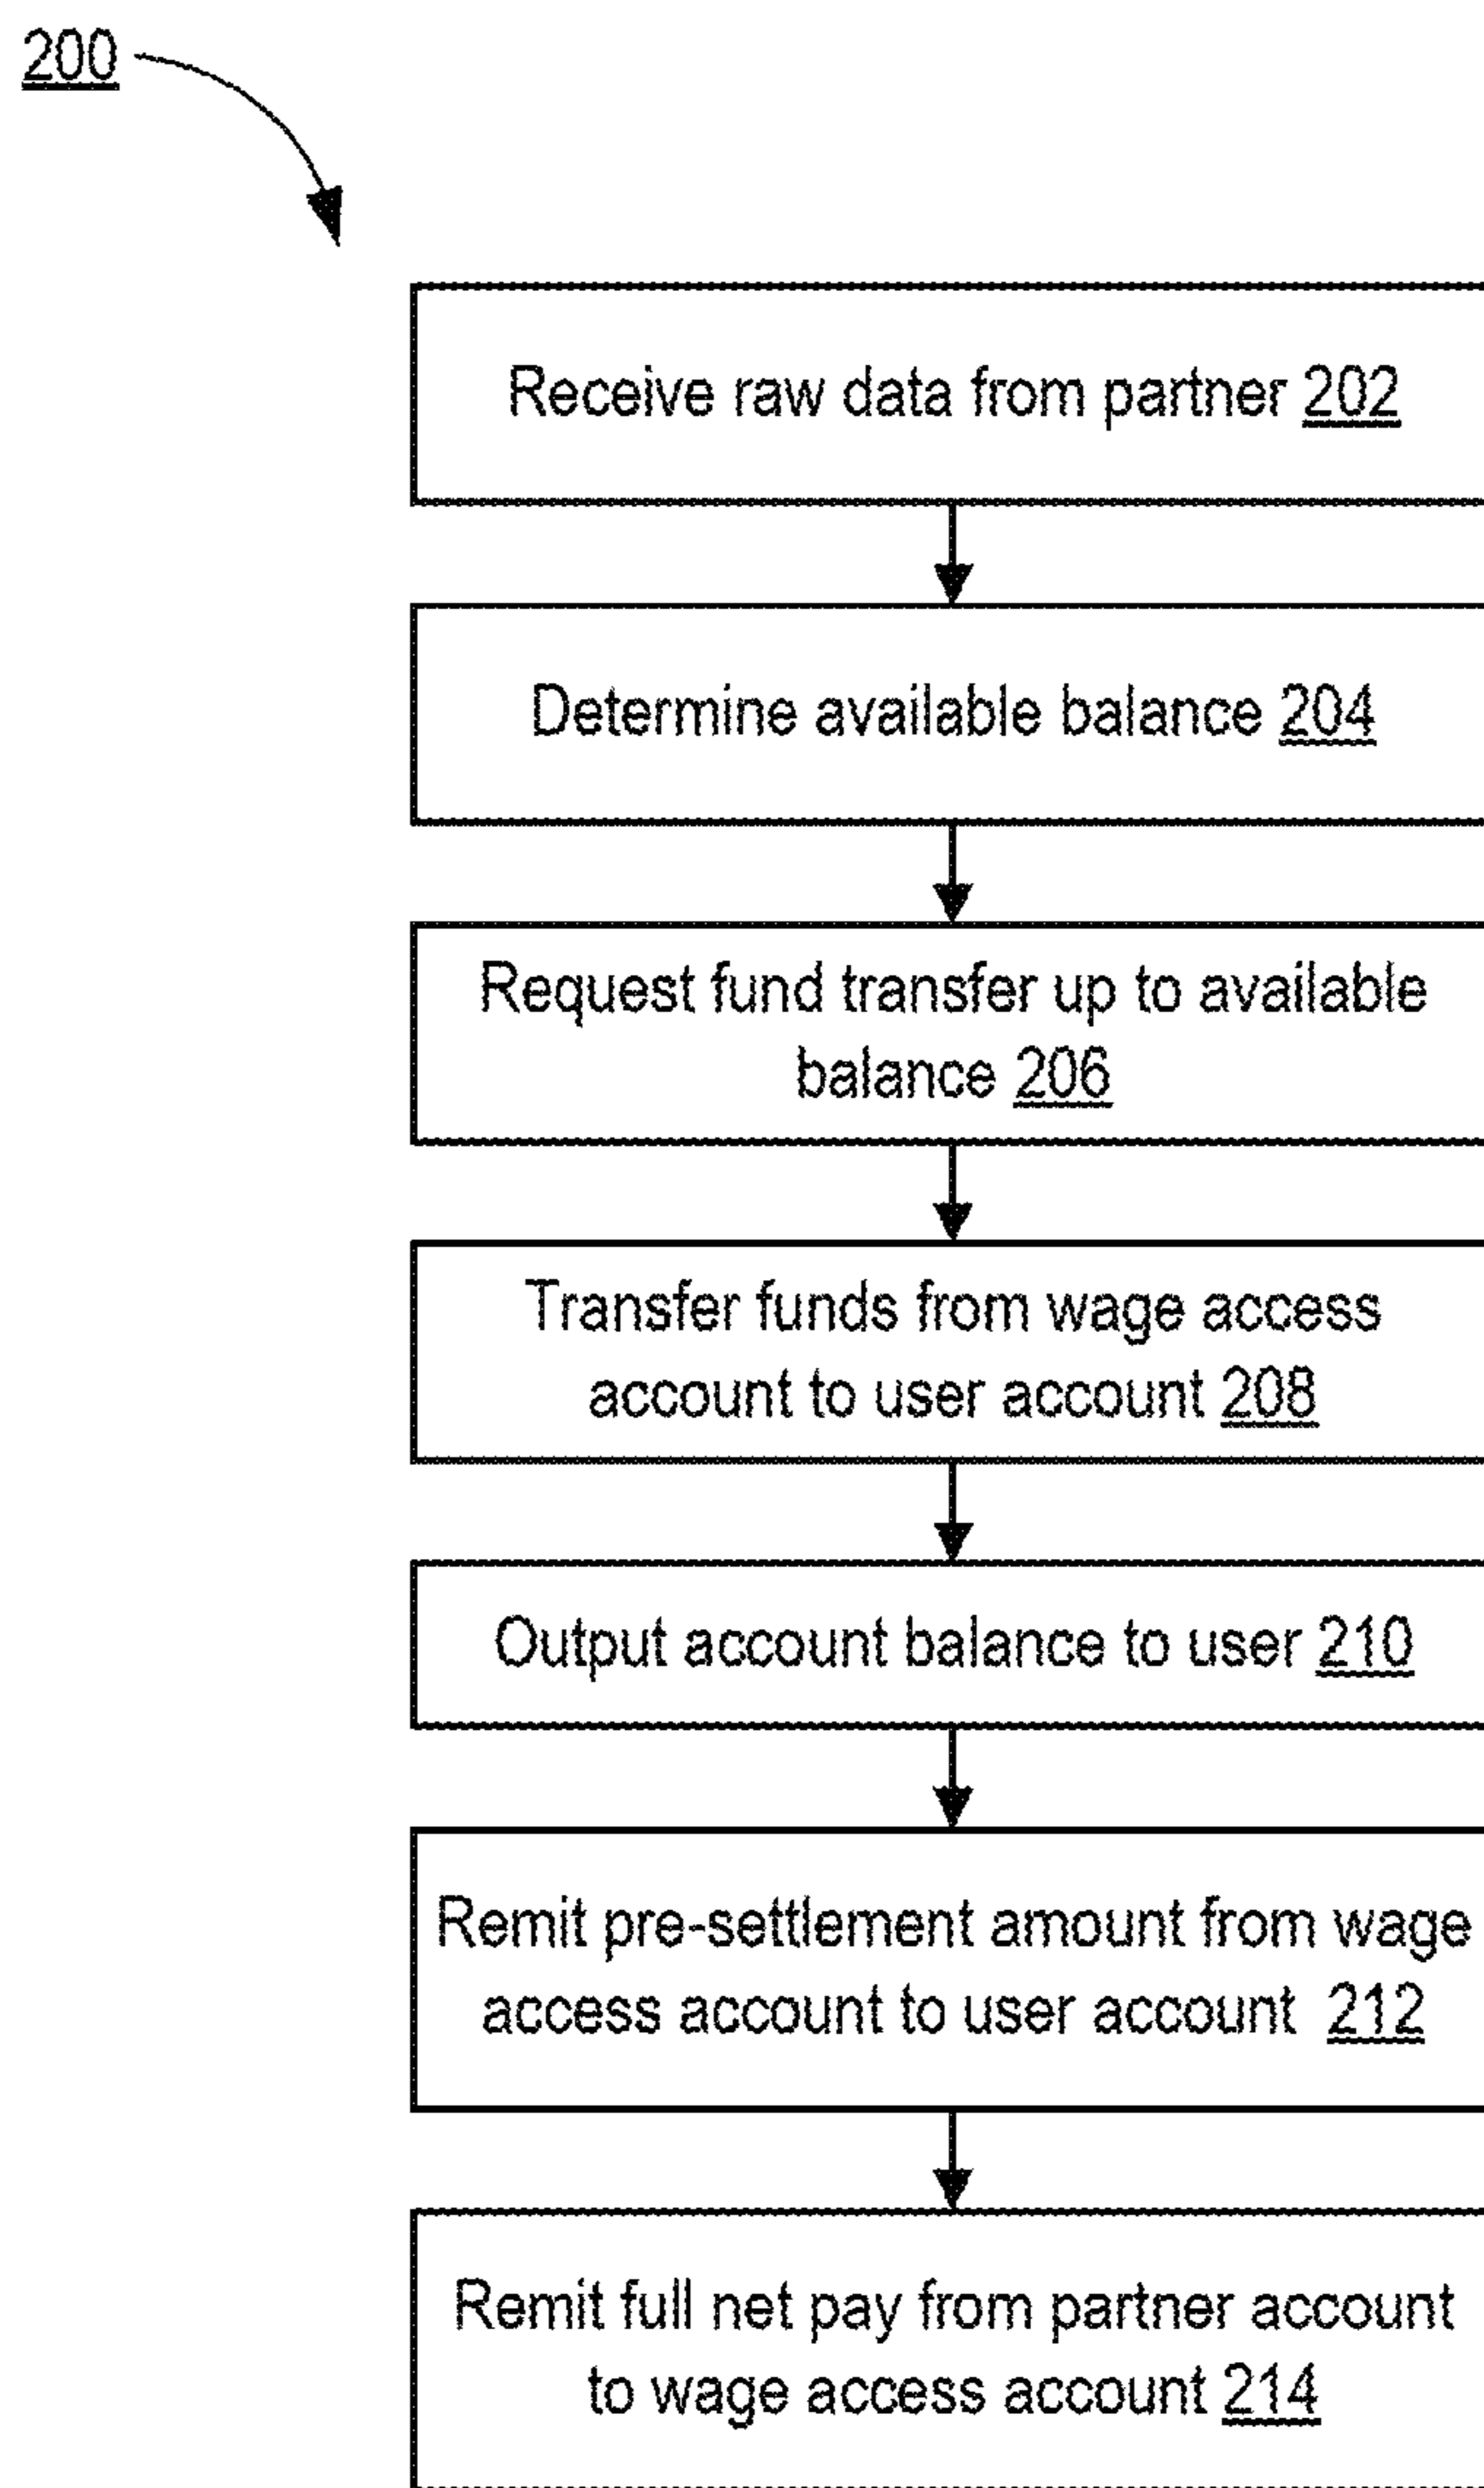 200
Receive raw data from partner 202
Determine available balance 204
Request fund transfer up to available
balance 206
Transfer funds from wage access
account to user account 208
Output account balance to user 210
Remit pre-settlement amount from wage
access account to user account 212
Remit full net pay from partner account
to wage access account 214